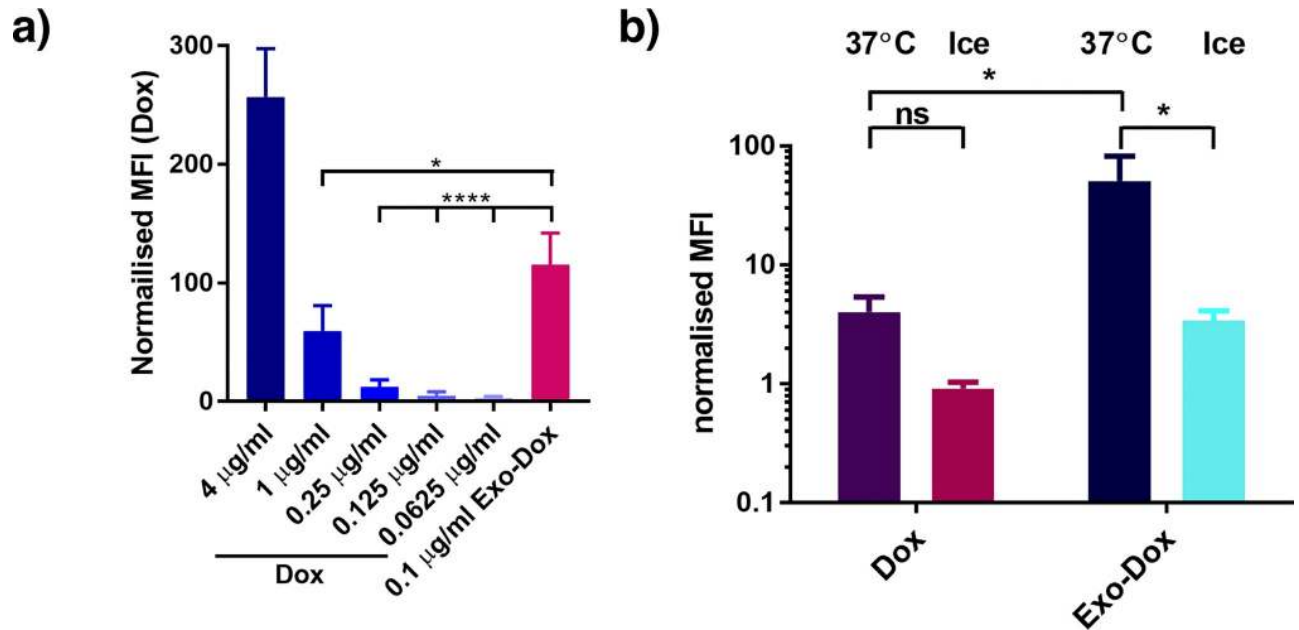 a)
Normailised MFI (Dox)
300
200
100
0
*
****
4 μg/ml
1 μg/ml
0.25 μg/ml
0.125 μg/ml
0.0625 μg/ml
0.1 μg/ml Exo-Dox
Dox
b)
37°C Ice 37°C Ice
*
ns *
normalised MFI
100
10
1
0.1
Dox
Exo-Dox